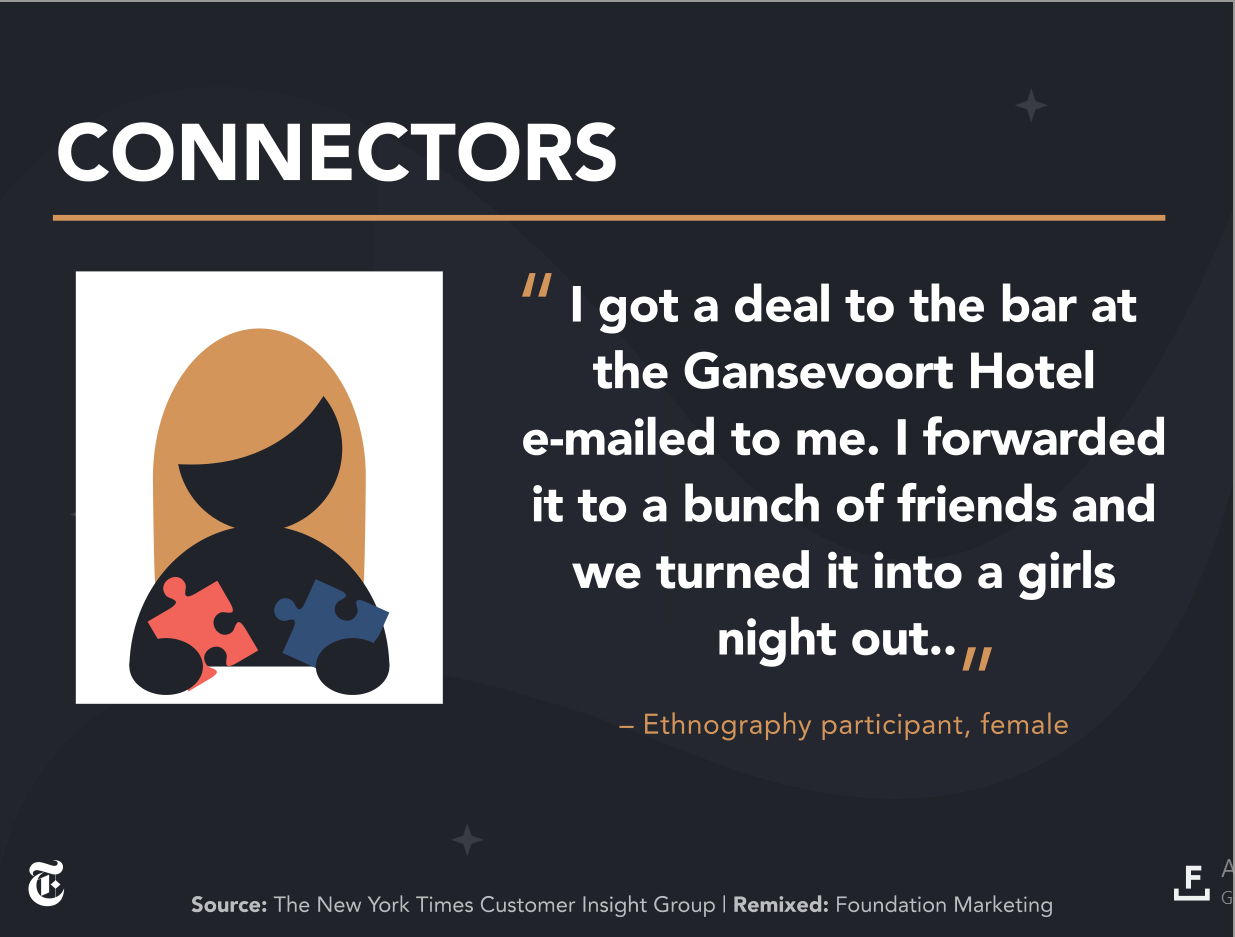 CONNECTORS
" I got a deal to the bar at
the Gansevoort Hotel
e-mailed to me. I forwarded
it to a bunch of friends and
we turned it into a girls
night out.. "
– Ethnography participant, female
T
Source: The New York Times Customer Insight Group | Remixed: Foundation Marketing
F